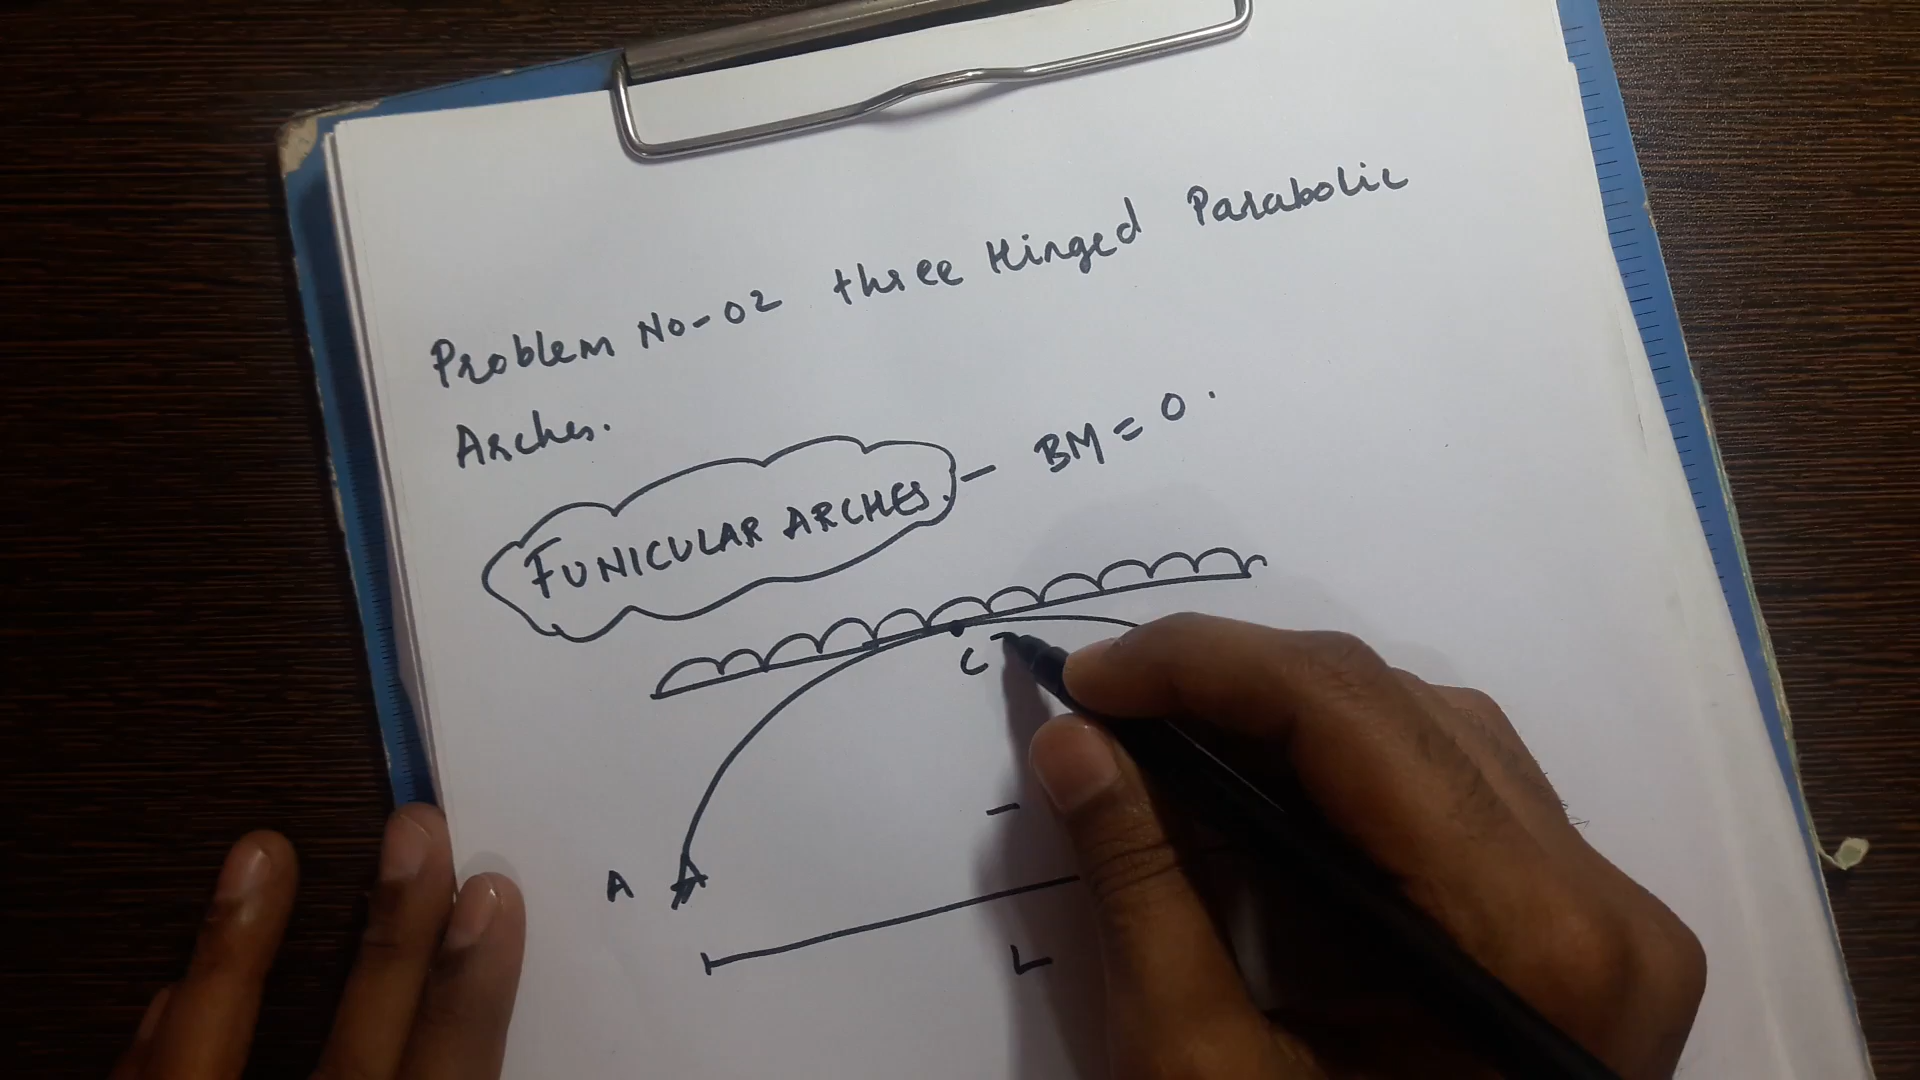 Problem No-02 three Hinged Parabolic
Arches.
FUNICULAR ARCHES. - BM = 0.
C
A
L